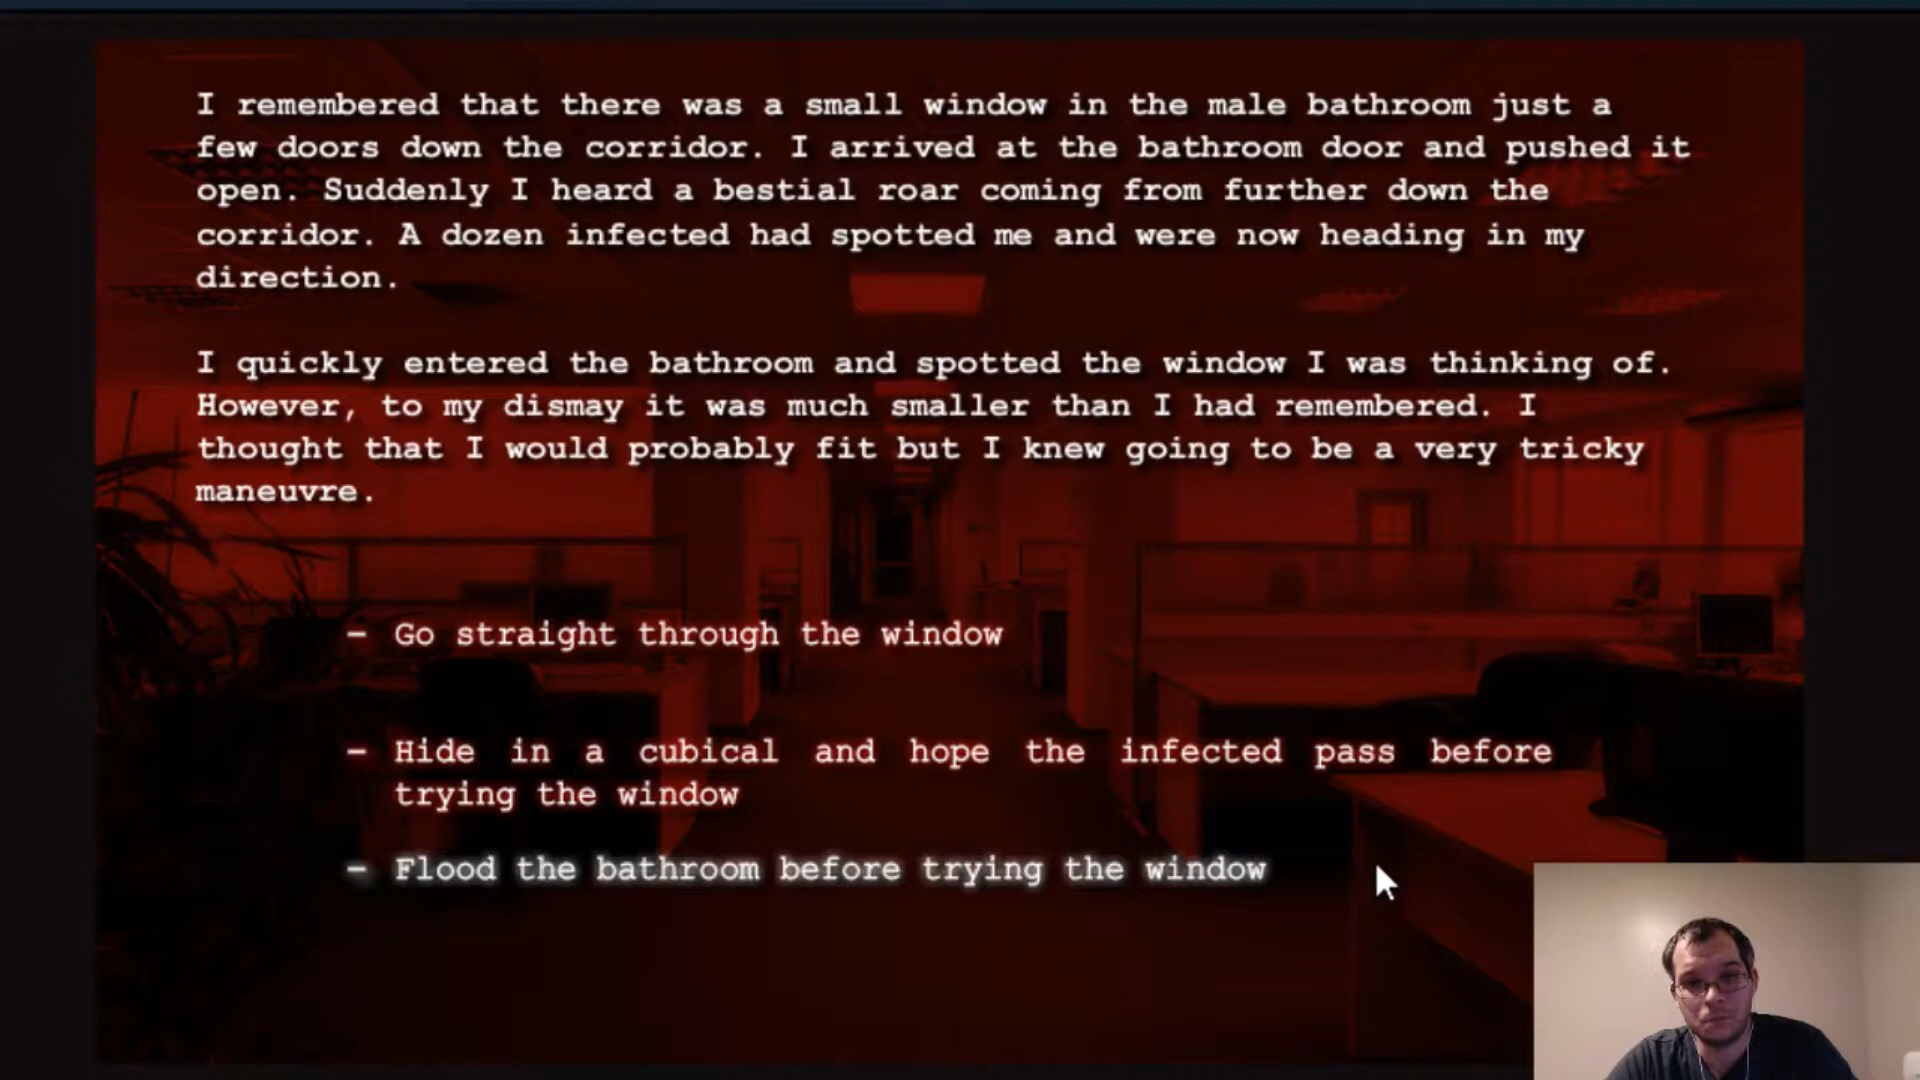 I remembered that there was a small window in the male bathroom just a
few doors down the corridor. I arrived at the bathroom door and pushed it
open. Suddenly I heard a bestial roar coming from further down the
corridor. A dozen infected had spotted me and were now heading in my
direction.
I quickly entered the bathroom and spotted the window I was thinking of.
However, to my dismay it was much smaller than I had remembered. I
thought that I would probably fit but I knew going to be a very tricky
maneuvre.
- Go straight through the window
- Hide in a cubical and hope the infected pass before
trying the window
- Flood the bathroom before trying the window